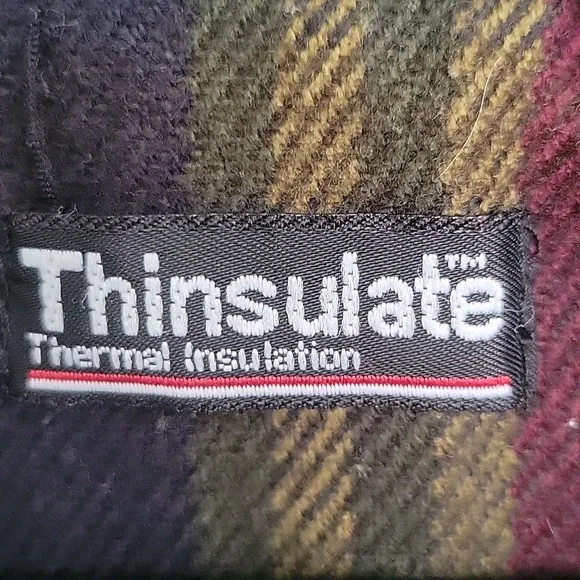 Thinsulate™
Thermal Insulation